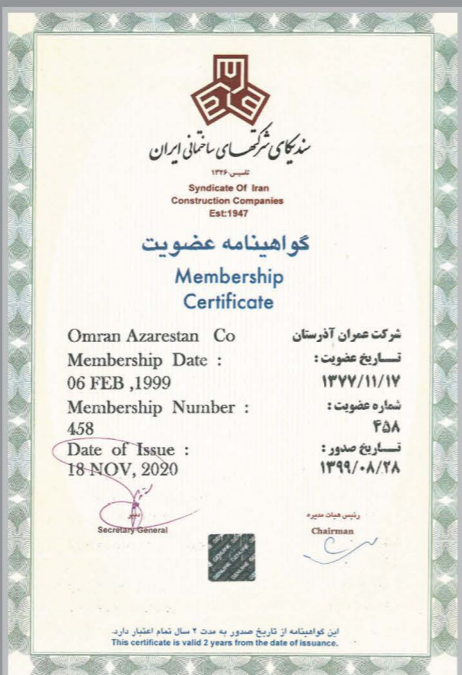 سندیکای شرکتهای ساختمانی ایران
تاسیس ۱۳۲۶
Syndicate Of Iran
Construction Companies
Est:1947
گواهینامه عضویت
Membership
Certificate
Omran Azarestan Co
شرکت عمران آذرستان
Membership Date :
تــاریخ عضویت :
06 FEB ,1999
۱۳۷۷/۱۱/۱۷
Membership Number :
شماره عضویت :
458
۴۵۸
Date of Issue :
تــاریخ صدور :
18 NOV, 2020
۱۳۹۹/۰۸/۲۸
دبیر
Secretary General
رئیس هیات مدیره
Chairman
این گواهینامه از تاریخ صدور به مدت ۲ سال تمام اعتبار دارد.
This certificate is valid 2 years from the date of issuance.